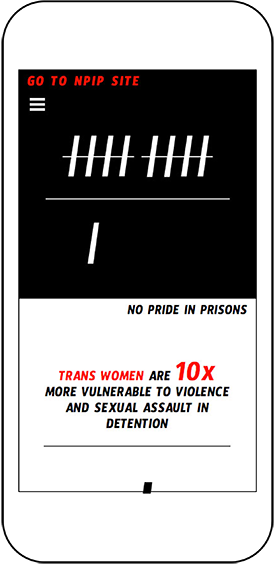 GO TO NPIP SITE
NO PRIDE IN PRISONS
TRANS WOMEN ARE 10x
MORE VULNERABLE TO VIOLENCE
AND SEXUAL ASSAULT IN
DETENTION